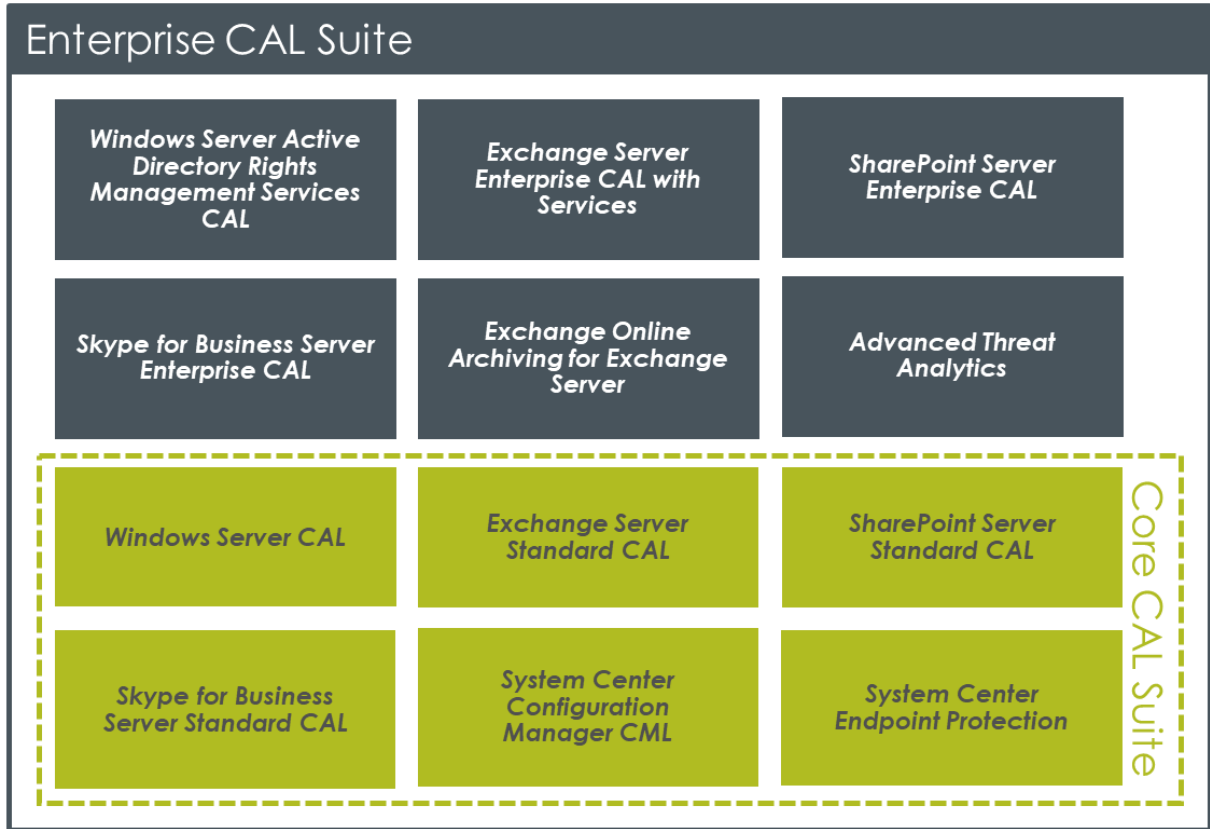 Enterprise CAL Suite
Windows Server Active
Directory Rights
Management Services
CAL
Exchange Server
Enterprise CAL with
Services
SharePoint Server
Enterprise CAL
Skype for Business Server
Enterprise CAL
Exchange Online
Archiving for Exchange
Server
Advanced Threat
Analytics
Windows Server CAL
Exchange Server
Standard CAL
SharePoint Server
Standard CAL
Skype for Business
Server Standard CAL
System Center
Configuration
Manager CML
System Center
Endpoint Protection
Core CAL Suite